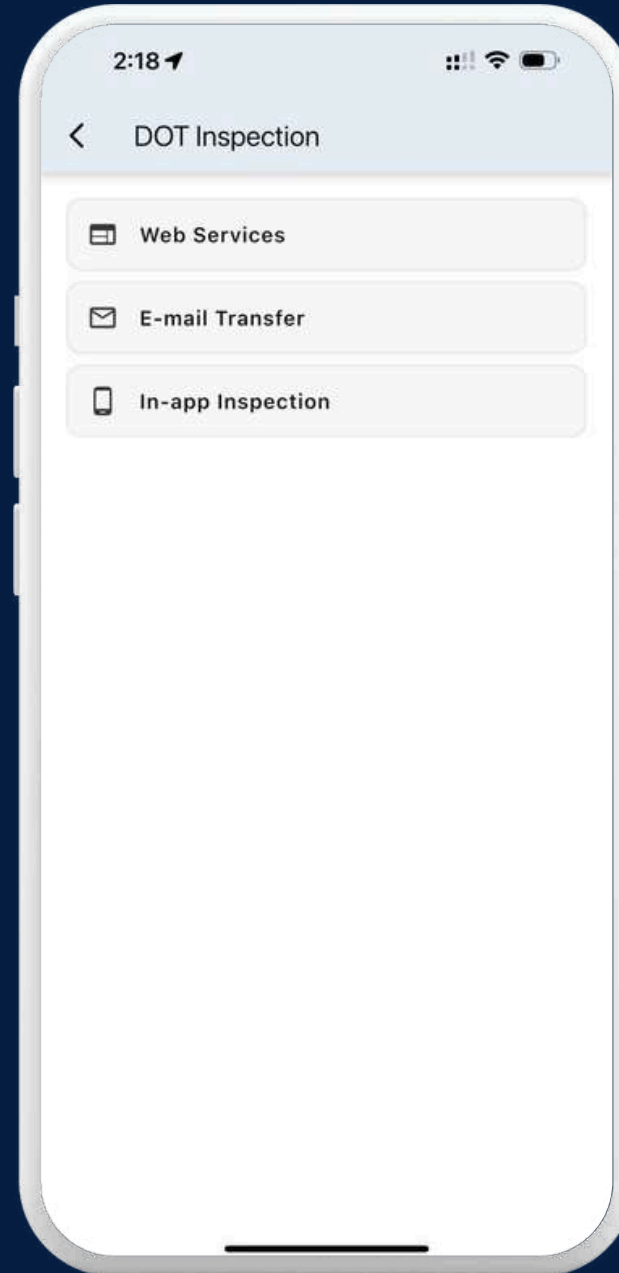 2:18
DOT Inspection
Web Services
E-mail Transfer
In-app Inspection